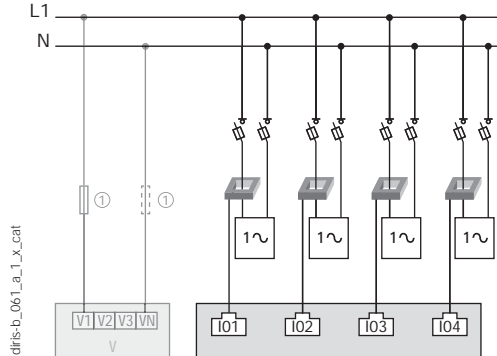 L1
N
① ①
1∿ 1∿ 1∿ 1∿
V1 V2 V3 VN
V
I01 I02 I03 I04
diris-b_061_a_1_x_cat